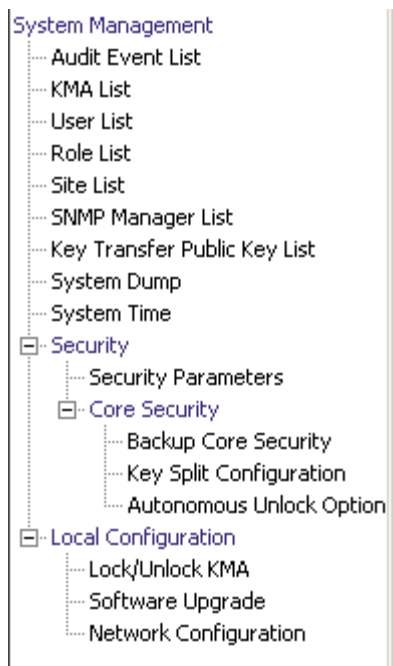 System Management
Audit Event List
KMA List
User List
Role List
Site List
SNMP Manager List
Key Transfer Public Key List
System Dump
System Time
Security
Security Parameters
Core Security
Backup Core Security
Key Split Configuration
Autonomous Unlock Option
Local Configuration
Lock/Unlock KMA
Software Upgrade
Network Configuration